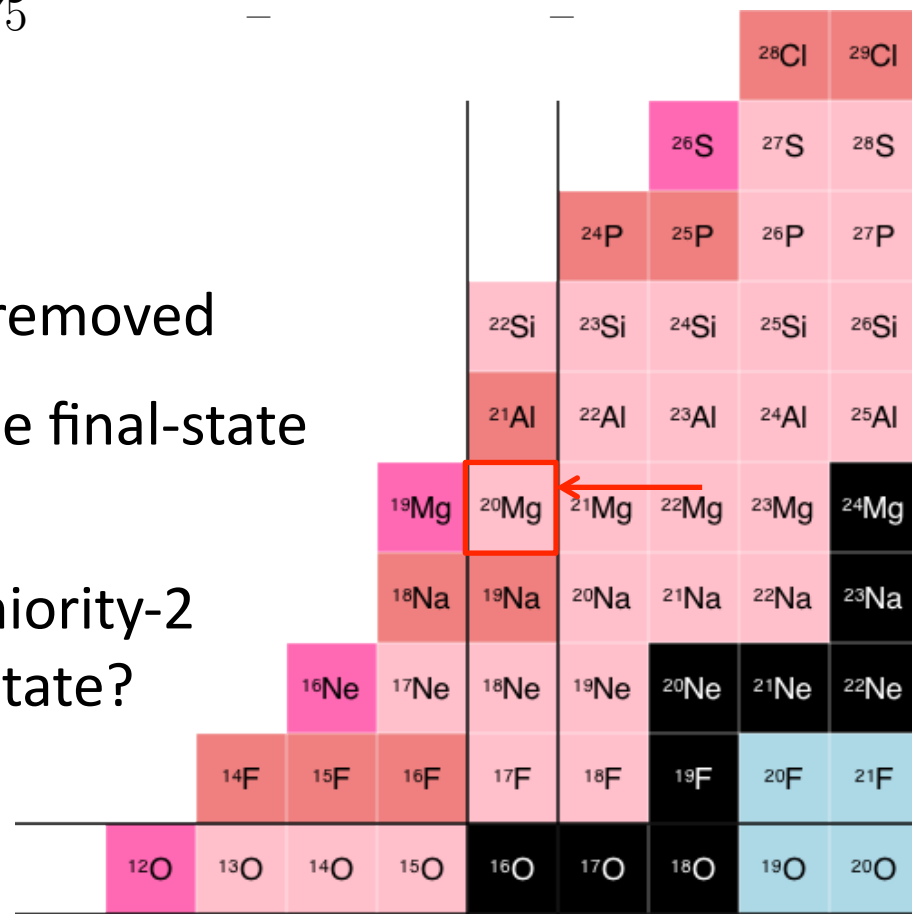 75 – –
²⁸Cl ²⁹Cl
²⁶S ²⁷S ²⁸S
²⁴P ²⁵P ²⁶P ²⁷P
removed
²²Si ²³Si ²⁴Si ²⁵Si ²⁶Si
e final-state
²¹Al ²²Al ²³Al ²⁴Al ²⁵Al
¹⁹Mg ²⁰Mg ²¹Mg ²²Mg ²³Mg ²⁴Mg
niority-2
¹⁸Na ¹⁹Na ²⁰Na ²¹Na ²²Na ²³Na
tate?
¹⁶Ne ¹⁷Ne ¹⁸Ne ¹⁹Ne ²⁰Ne ²¹Ne ²²Ne
¹⁴F ¹⁵F ¹⁶F ¹⁷F ¹⁸F ¹⁹F ²⁰F ²¹F
¹²O ¹³O ¹⁴O ¹⁵O ¹⁶O ¹⁷O ¹⁸O ¹⁹O ²⁰O